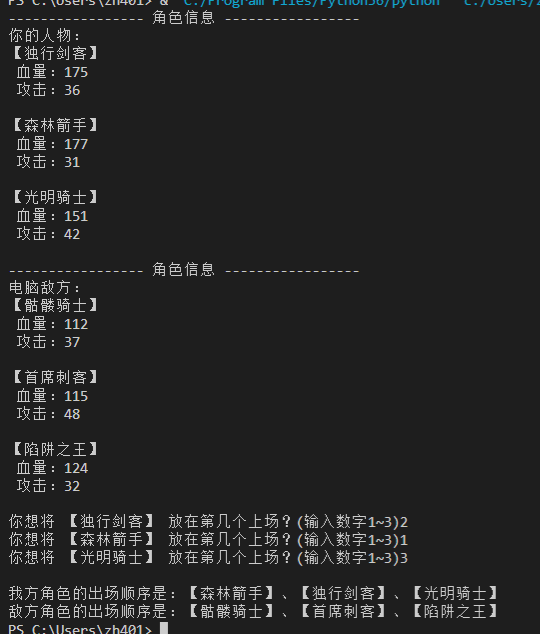 PS C:\Users\zh401> & "C:/Program Files/Python36/python" c:/Users/z
----------------- 角色信息 -----------------
你的人物：
【独行剑客】
血量：175
攻击：36
【森林箭手】
血量：177
攻击：31
【光明骑士】
血量：151
攻击：42
----------------- 角色信息 -----------------
电脑敌方：
【骷髅骑士】
血量：112
攻击：37
【首席刺客】
血量：115
攻击：48
【陷阱之王】
血量：124
攻击：32
你想将 【独行剑客】 放在第几个上场？(输入数字1~3)2
你想将 【森林箭手】 放在第几个上场？(输入数字1~3)1
你想将 【光明骑士】 放在第几个上场？(输入数字1~3)3
我方角色的出场顺序是：【森林箭手】、【独行剑客】、【光明骑士】
敌方角色的出场顺序是：【骷髅骑士】、【首席刺客】、【陷阱之王】
PS C:\Users\zh401>